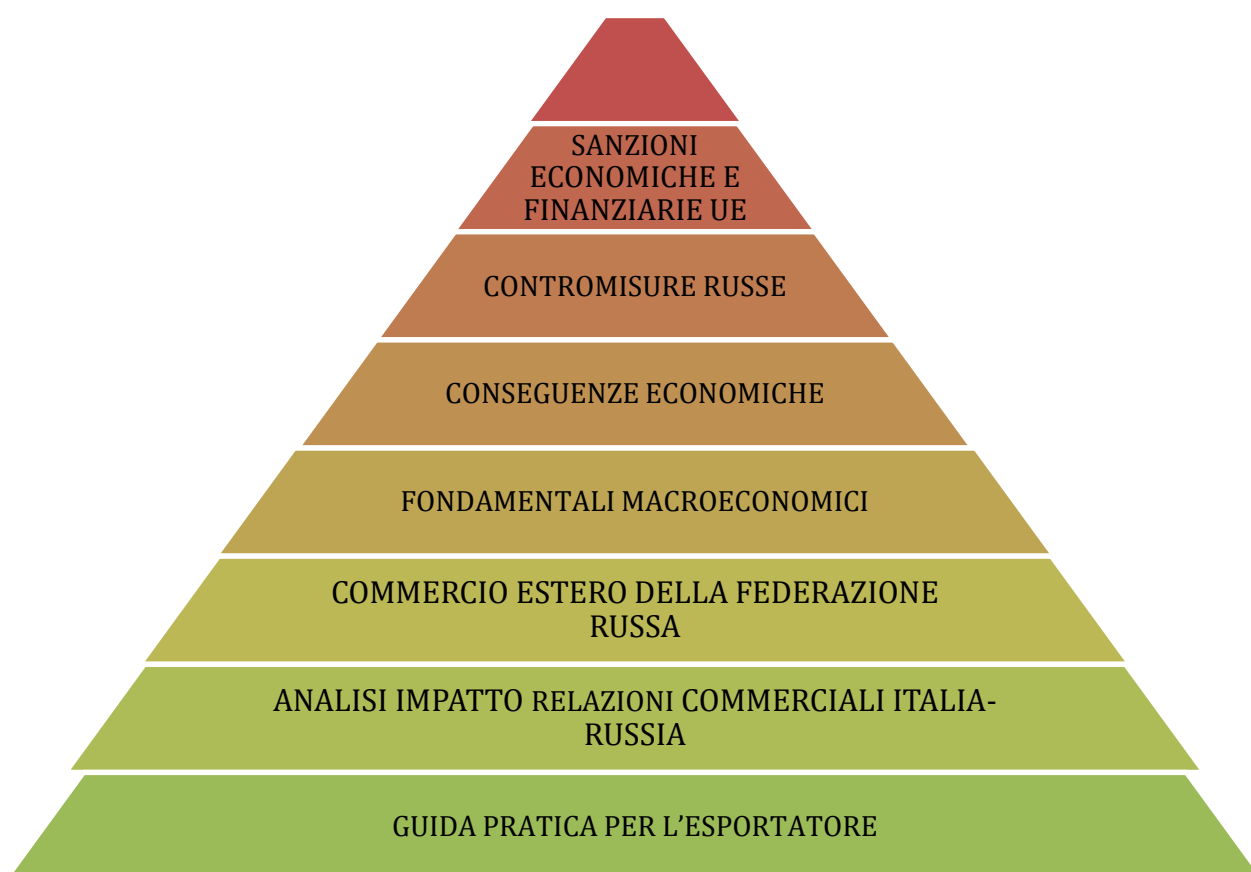 SANZIONI
ECONOMICHE E
FINANZIARIE UE
CONTROMISURE RUSSE
CONSEGUENZE ECONOMICHE
FONDAMENTALI MACROECONOMICI
COMMERCIO ESTERO DELLA FEDERAZIONE
RUSSA
ANALISI IMPATTO RELAZIONI COMMERCIALI ITALIA-
RUSSIA
GUIDA PRATICA PER L’ESPORTATORE